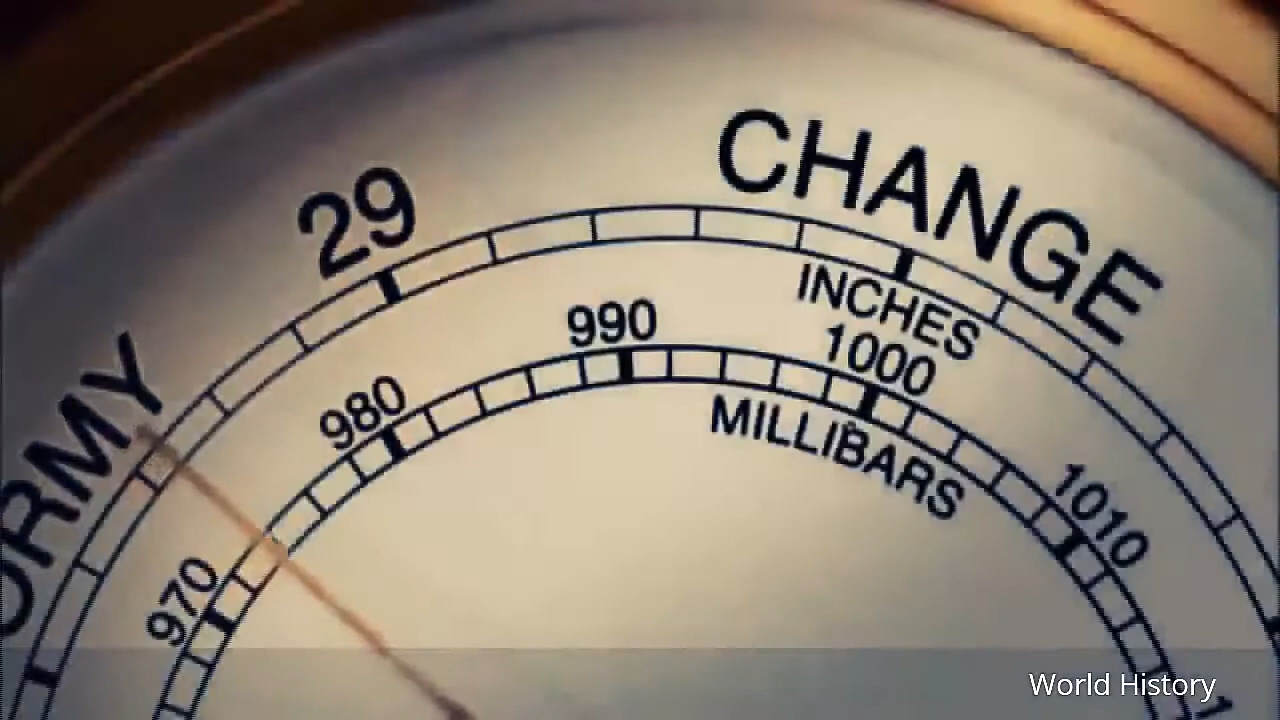 ORMY
29
CHANGE
INCHES
970
980
990
1000
1010
MILLIBARS
World History